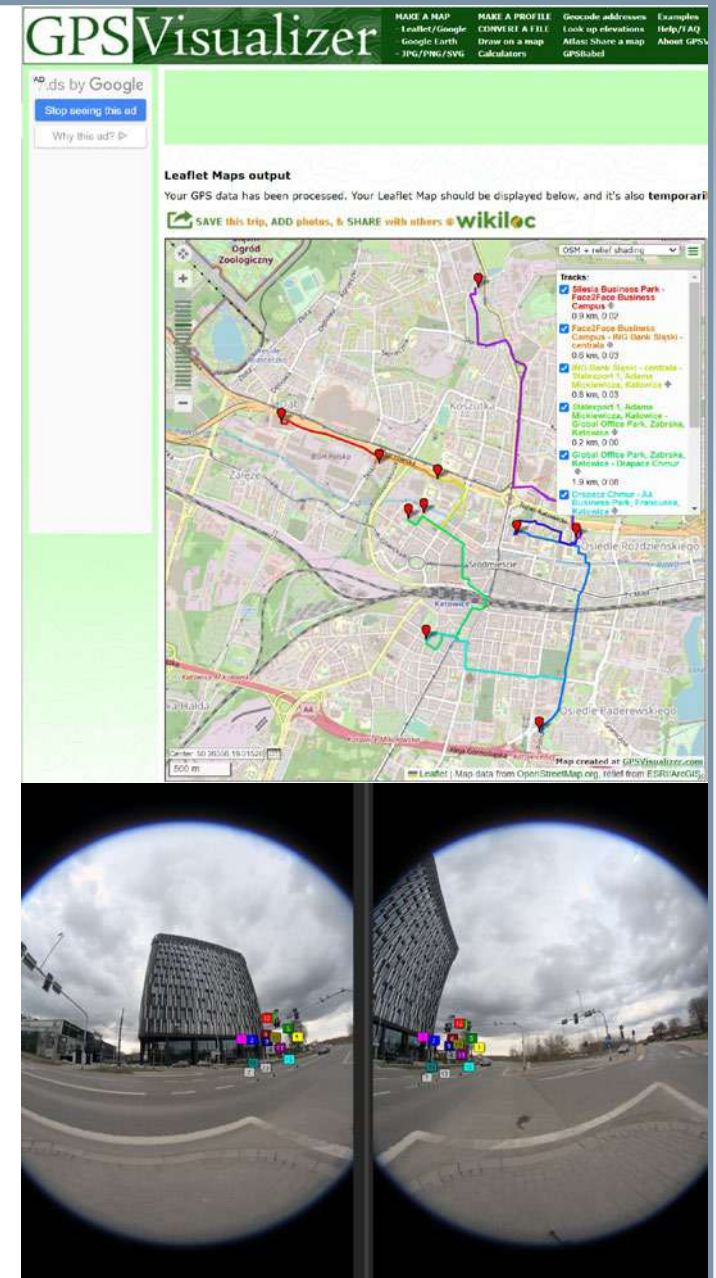 GPSVisualizer
MAKE A MAP
- Leaflet/Google
- Google Earth
- JPG/PNG/SVG
MAKE A PROFILE
CONVERT A FILE
Draw on a map
Calculators
Geocode addresses
Look up elevations
Atlas: Share a map
GPSBabel
Examples
Help/FAQ
About GPSV
AD
Ads by Google
Stop seeing this ad
Why this ad?
Leaflet Maps output
Your GPS data has been processed. Your Leaflet Map should be displayed below, and it's also temporaril
SAVE this trip, ADD photos, & SHARE with others @ wikiloc
OSM + relief shading
Tracks:
Silesia Business Park - Face2Face Business Campus
0.9 km, 0:02
Face2Face Business Campus - ING Bank Śląski - centrala
0.6 km, 0:03
ING Bank Śląski - centrala - Stalexport 1, Adama Mickiewicza, Katowice
0.8 km, 0:03
Stalexport 1, Adama Mickiewicza, Katowice - Global Office Park, Zabrska, Katowice
0.2 km, 0:00
Global Office Park, Zabrska, Katowice - Drapacz Chmur
1.9 km, 0:08
Drapacz Chmur - A4 Business Park, Francuska, Katowice
Ogród
Zoologiczny
Koszutka
Załęże
Osiedle Roździeńskiego
Śródmieście
Katowice
Osiedle Paderewskiego
A4
500 m
Map created at GPSVisualizer.com
Leaflet | Map data from OpenStreetMap.org, relief from ESRI/ArcGIS